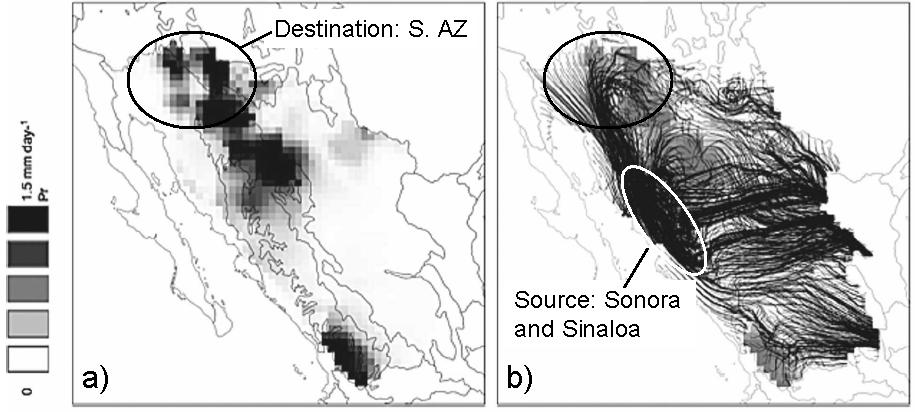 1.5 mm day-1
Pr
0
Destination: S. AZ
a)
Source: Sonora
and Sinaloa
b)